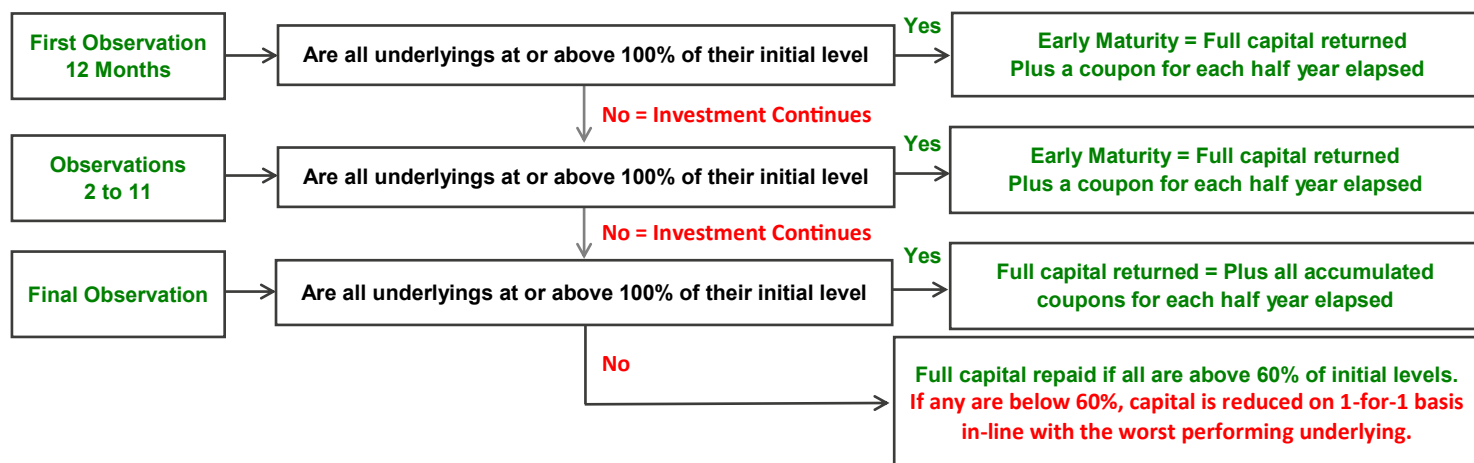 First Observation
12 Months
Are all underlyings at or above 100% of their initial level
Yes
Early Maturity = Full capital returned
Plus a coupon for each half year elapsed
No = Investment Continues
Observations
2 to 11
Are all underlyings at or above 100% of their initial level
Yes
Early Maturity = Full capital returned
Plus a coupon for each half year elapsed
No = Investment Continues
Final Observation
Are all underlyings at or above 100% of their initial level
Yes
Full capital returned = Plus all accumulated
coupons for each half year elapsed
No
Full capital repaid if all are above 60% of initial levels.
If any are below 60%, capital is reduced on 1-for-1 basis
in-line with the worst performing underlying.